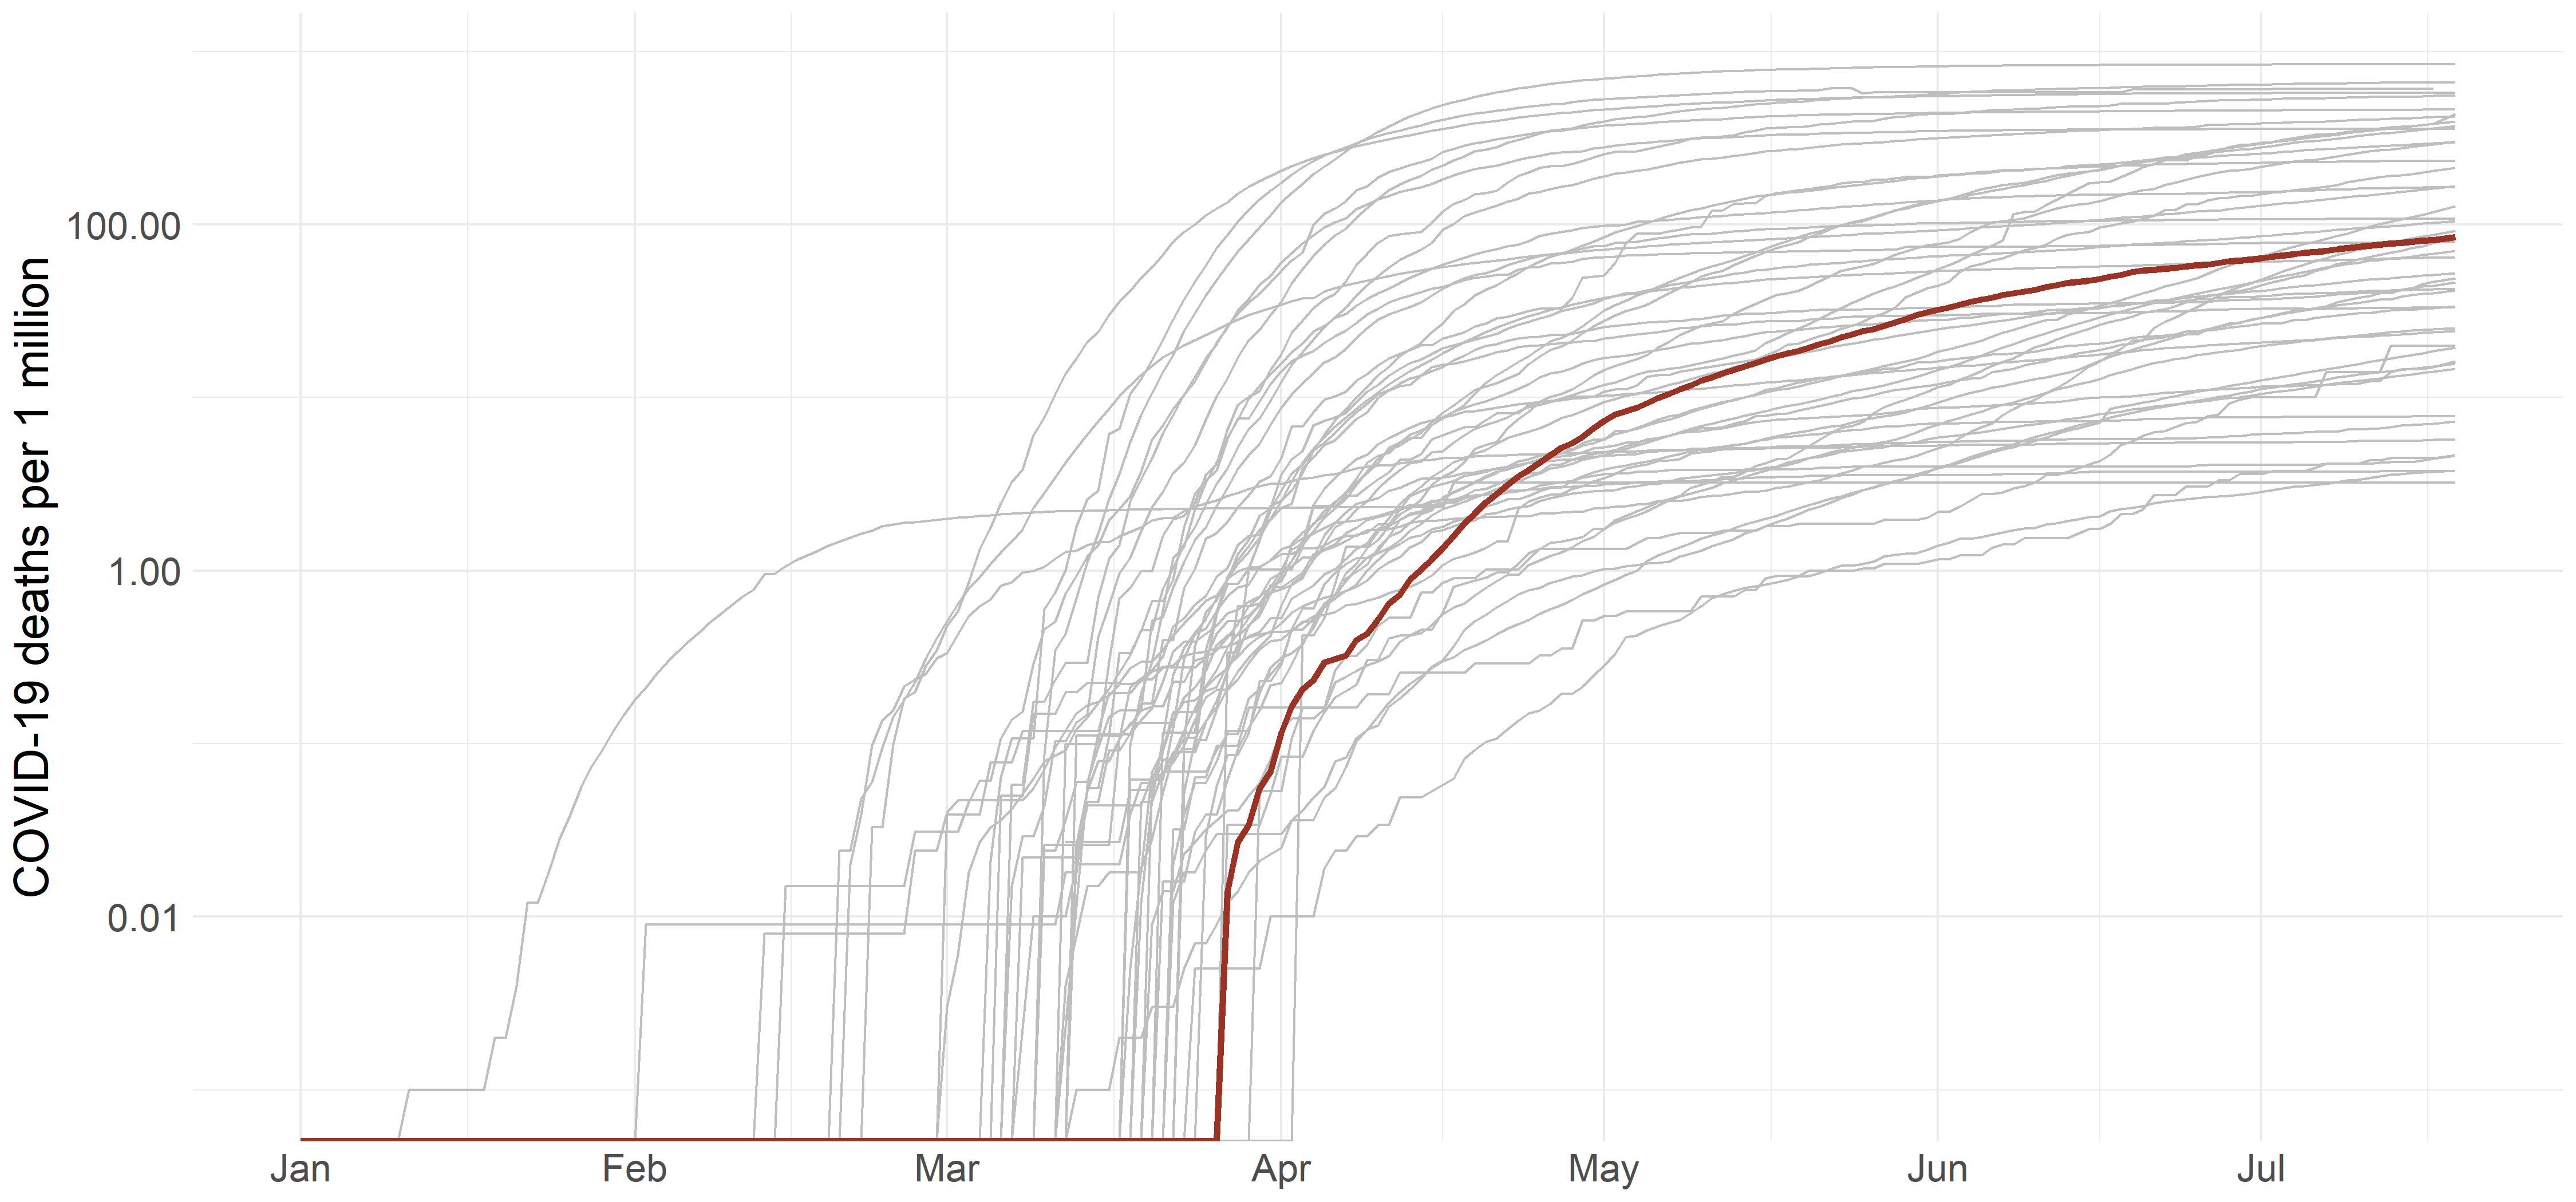 COVID-19 deaths per 1 million
100.00
1.00
0.01
Jan Feb Mar Apr May Jun Jul